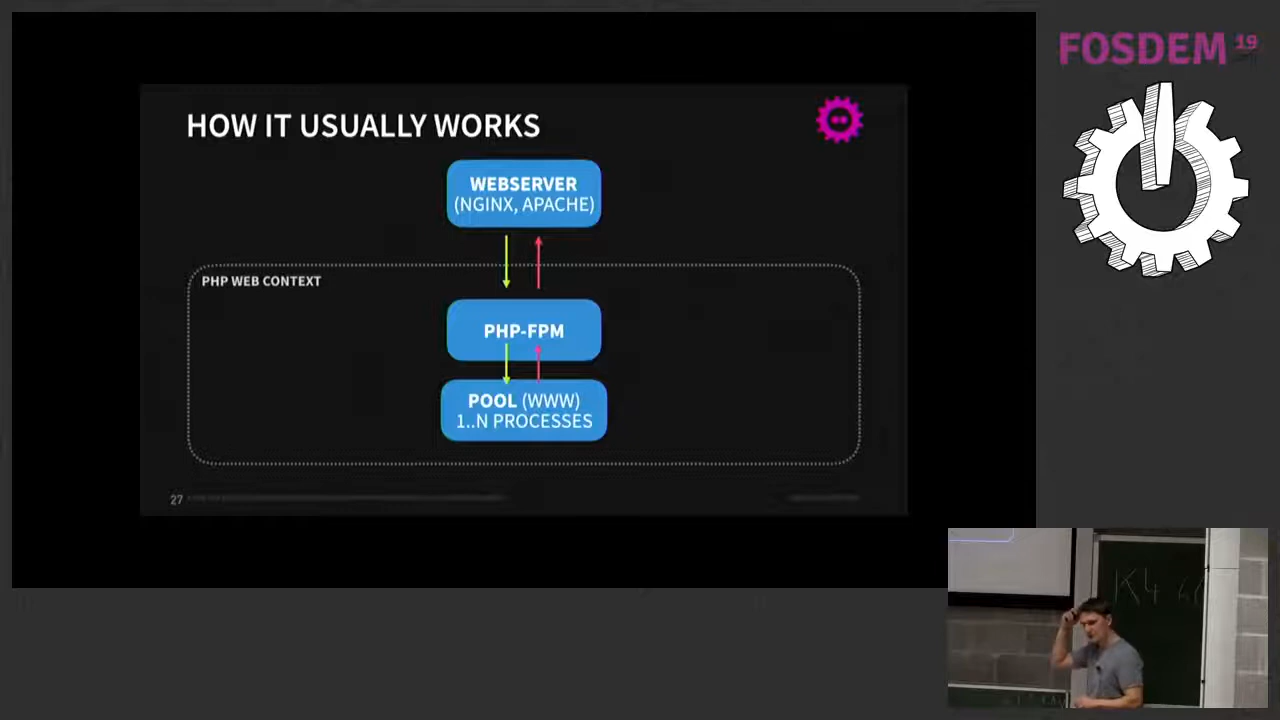 HOW IT USUALLY WORKS
WEBSERVER
(NGINX, APACHE)
PHP WEB CONTEXT
PHP-FPM
POOL (WWW)
1..N PROCESSES
27
FOSDEM 19
K4